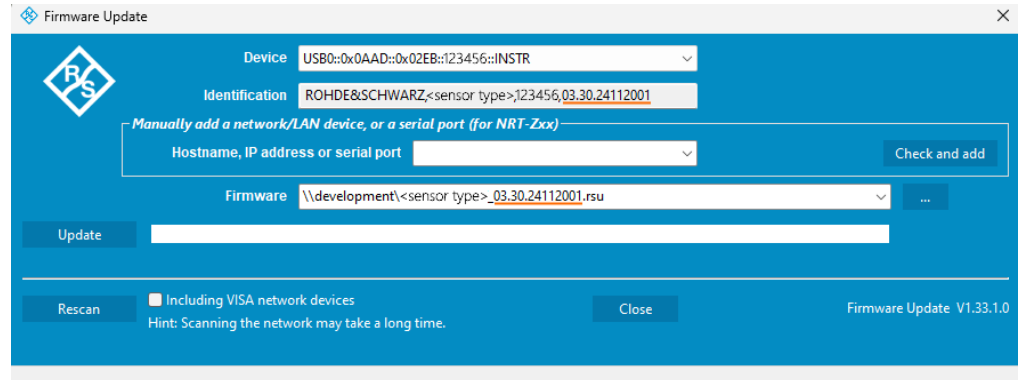 Firmware Update
R&S
Device USB0::0x0AAD::0x02EB::123456::INSTR
Identification ROHDE&SCHWARZ,<sensor type>,123456,03.30.24112001
Manually add a network/LAN device, or a serial port (for NRT-Zxx)
Hostname, IP address or serial port Check and add
Firmware \\development\<sensor type>_03.30.24112001.rsu ...
Update
Rescan Including VISA network devices Close Firmware Update V1.33.1.0
Hint: Scanning the network may take a long time.